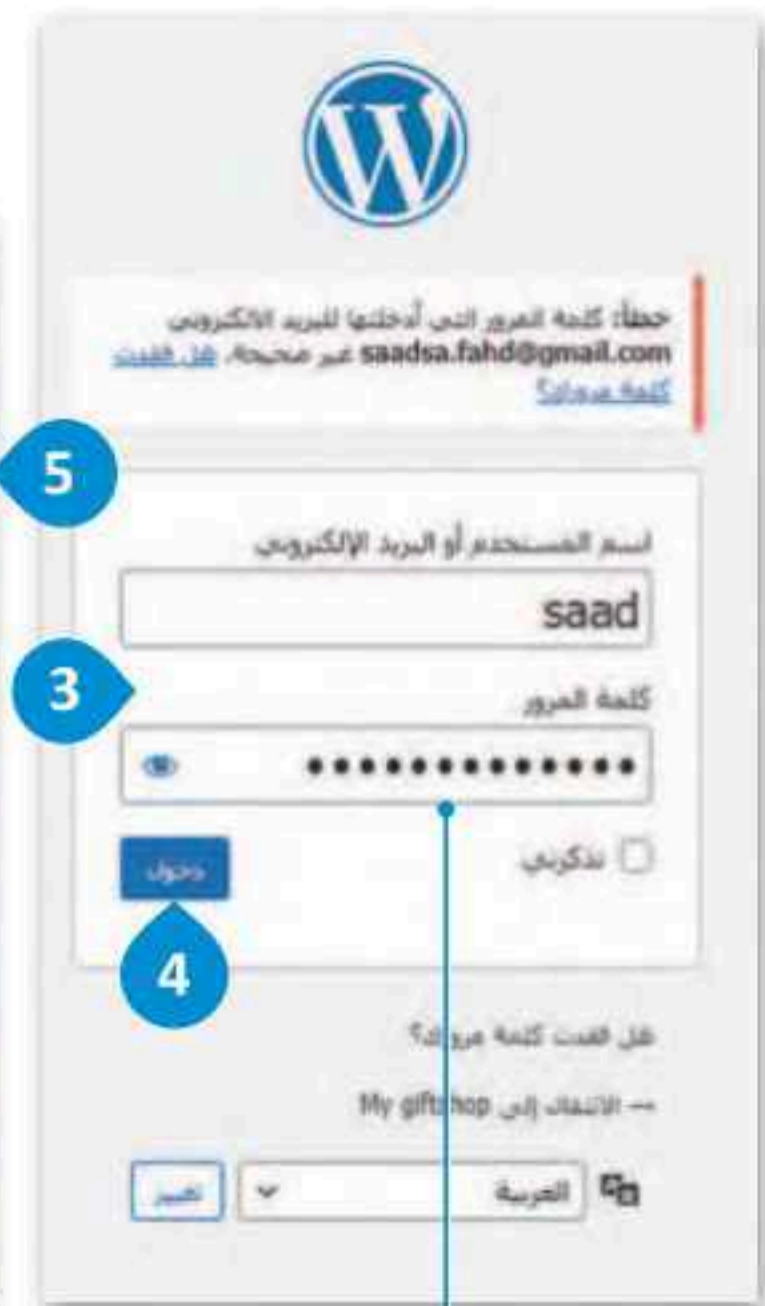 خطأ: كلمة المرور التي أدخلتها للبريد الالكتروني
saadsa.fahd@gmail.com غير صحيحة. هل فقدت
كلمة مرورك؟
5
اسم المستخدم أو البريد الإلكتروني
saad
3
كلمة المرور
•••••••••••••
تذكرني
دخول
4
هل فقدت كلمة مرورك؟
— الانتقال إلى My giftshop
العربية
تغيير